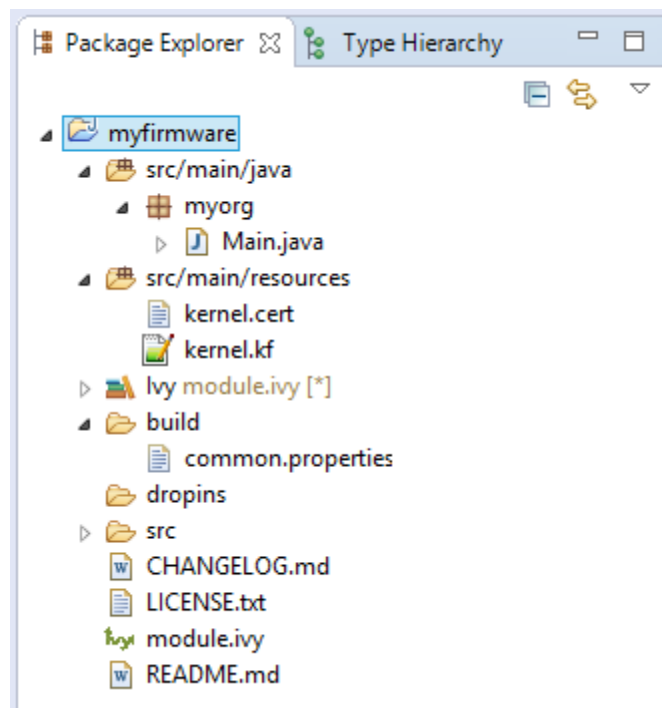 Package Explorer Type Hierarchy
myfirmware
src/main/java
myorg
Main.java
src/main/resources
kernel.cert
kernel.kf
Ivy module.ivy [*]
build
common.properties
dropins
src
CHANGELOG.md
LICENSE.txt
module.ivy
README.md